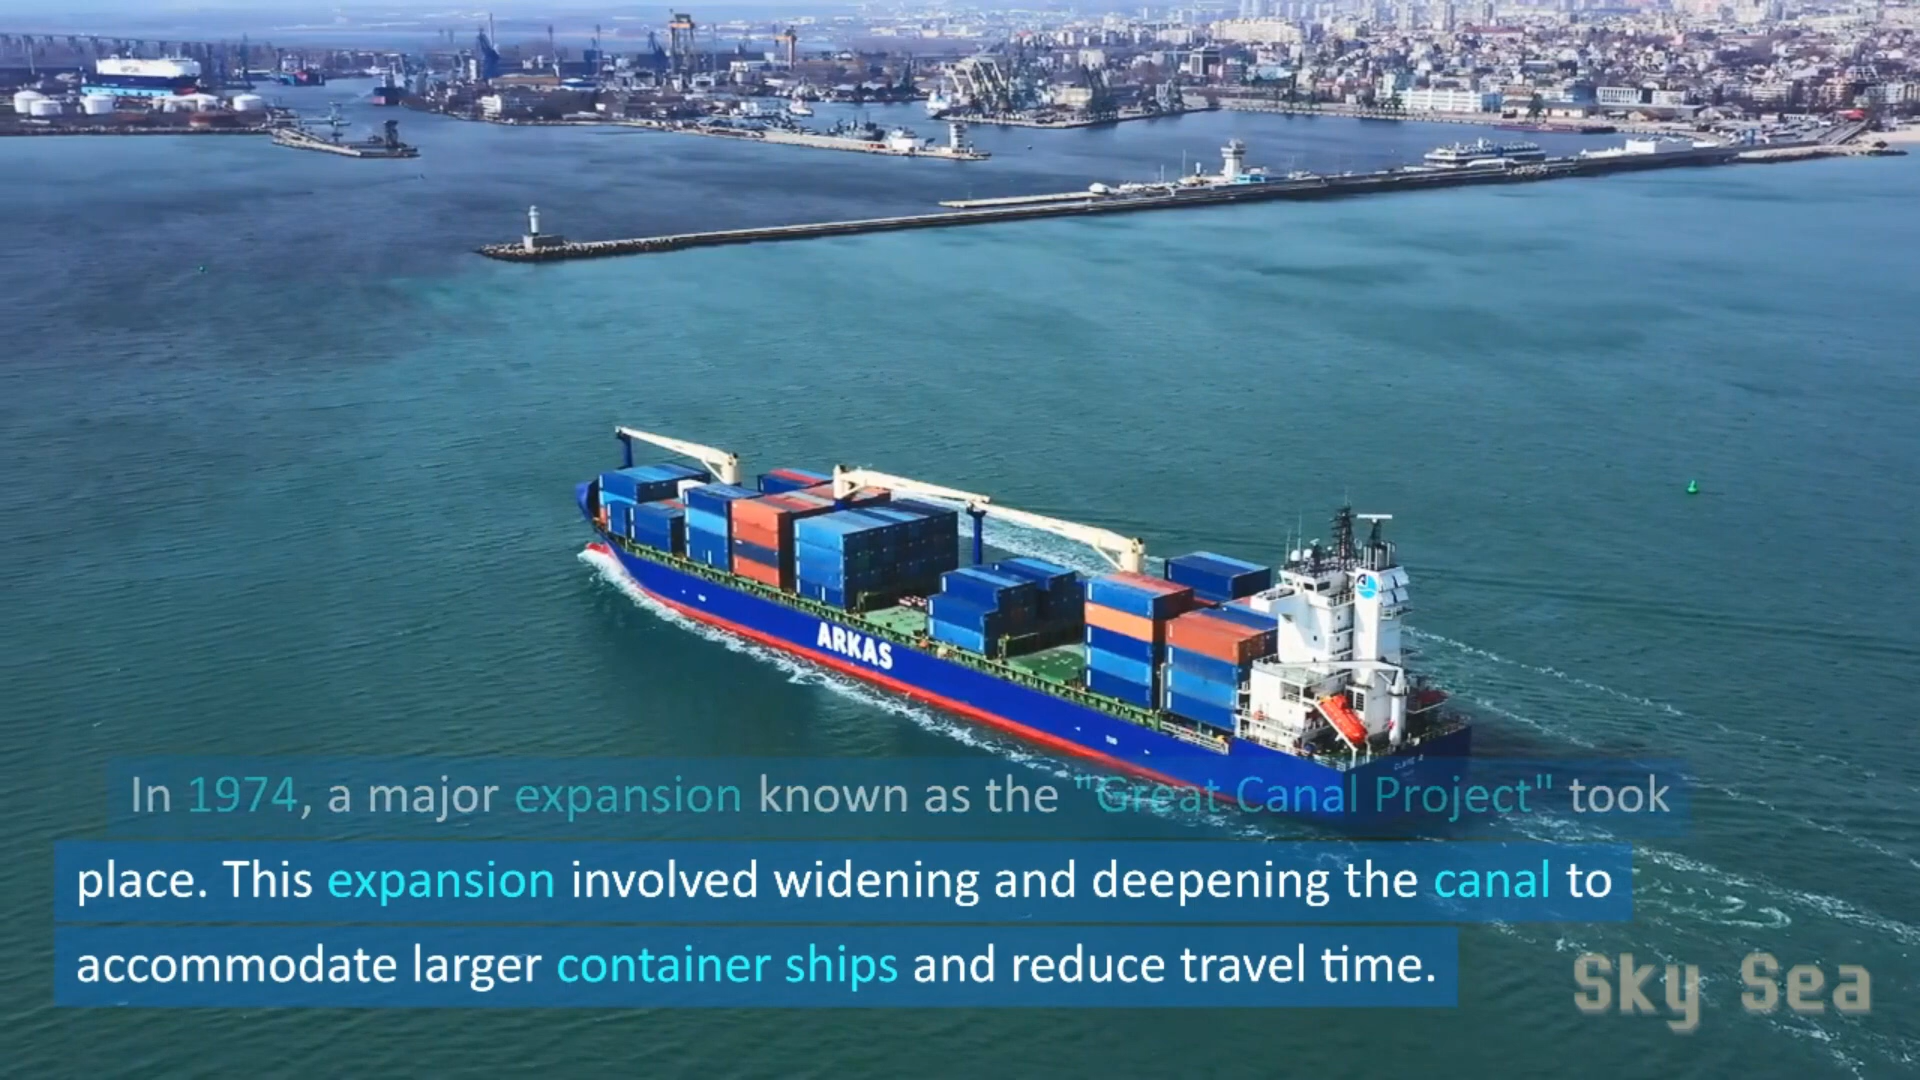 ARKAS
In 1974, a major expansion known as the "Great Canal Project" took
place. This expansion involved widening and deepening the canal to
accommodate larger container ships and reduce travel time.
Sky Sea